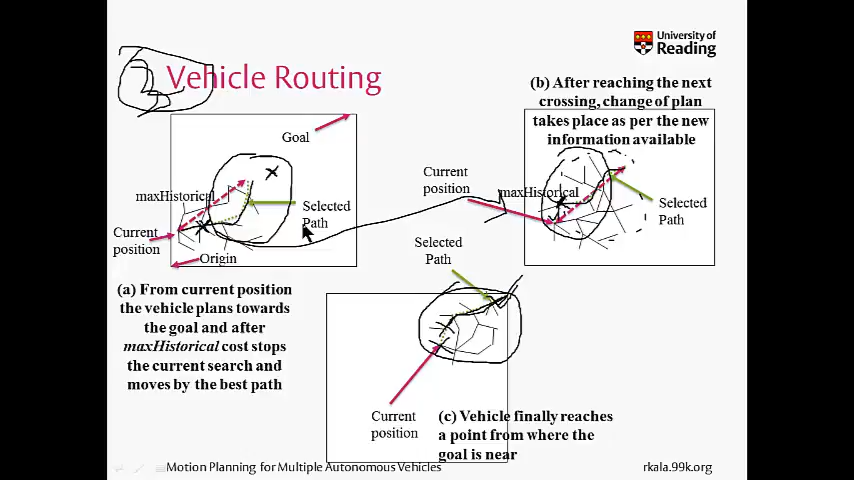 University of
Reading
Vehicle Routing
(b) After reaching the next
crossing, change of plan
takes place as per the new
information available
Goal
maxHistorical
Selected
Path
Current
position
Origin
Current
position
maxHistorical
Selected
Path
Selected
Path
(a) From current position
the vehicle plans towards
the goal and after
maxHistorical cost stops
the current search and
moves by the best path
Current
position
(c) Vehicle finally reaches
a point from where the
goal is near
Motion Planning for Multiple Autonomous Vehicles
rkala.99k.org